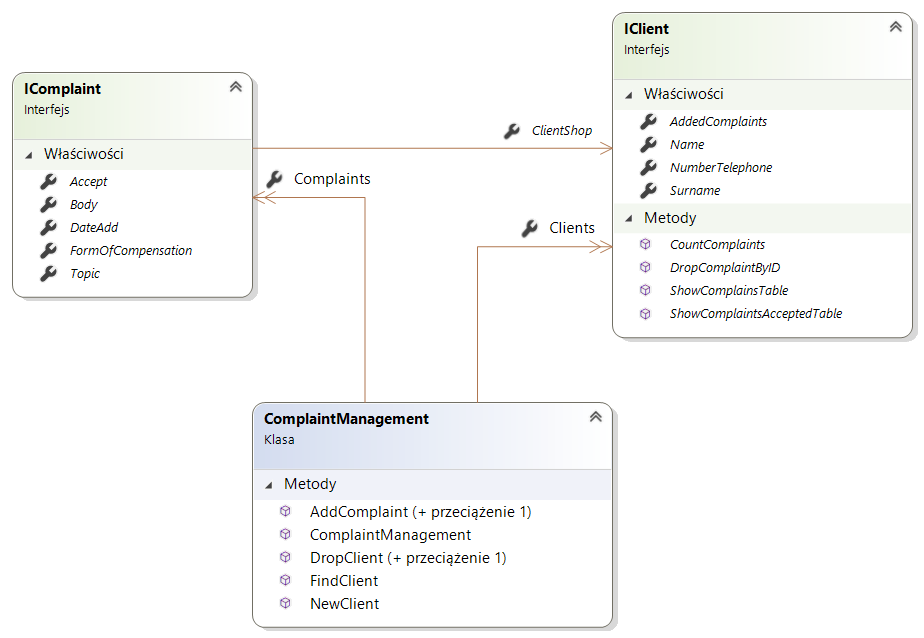 IComplaint
Interfejs
Właściwości
Accept
Body
DateAdd
FormOfCompensation
Topic
ClientShop
Complaints
Clients
IClient
Interfejs
Właściwości
AddedComplaints
Name
NumberTelephone
Surname
Metody
CountComplaints
DropComplaintByID
ShowComplainsTable
ShowComplaintsAcceptedTable
ComplaintManagement
Klasa
Metody
AddComplaint (+ przeciążenie 1)
ComplaintManagement
DropClient (+ przeciążenie 1)
FindClient
NewClient